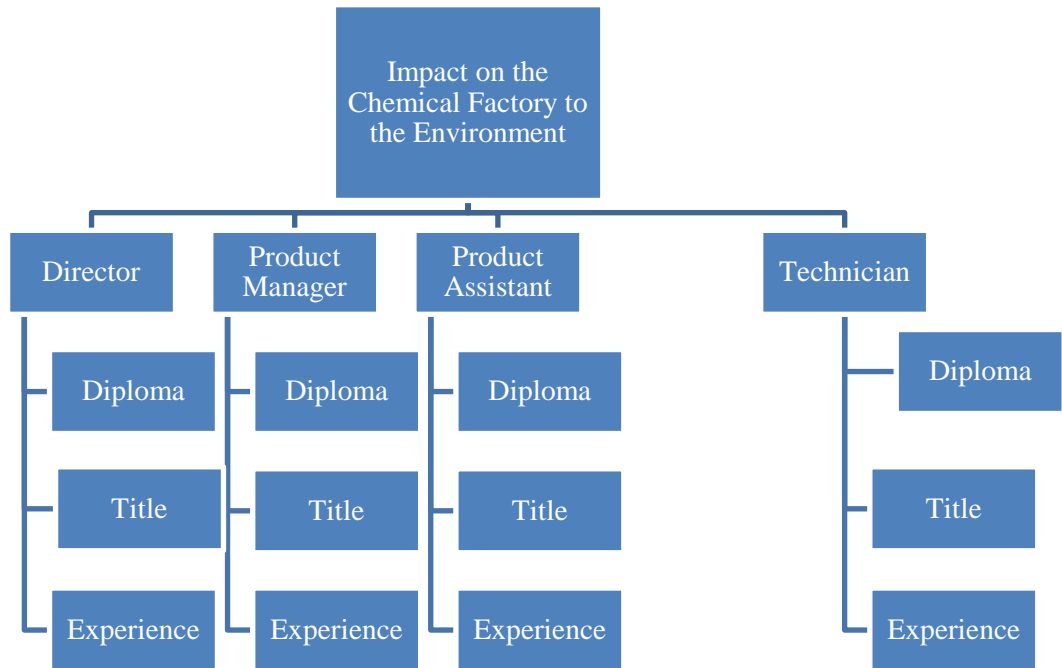 Impact on the
Chemical Factory to
the Environment
Director
Product
Manager
Product
Assistant
Technician
Diploma
Diploma
Diploma
Diploma
Title
Title
Title
Title
Experience
Experience
Experience
Experience